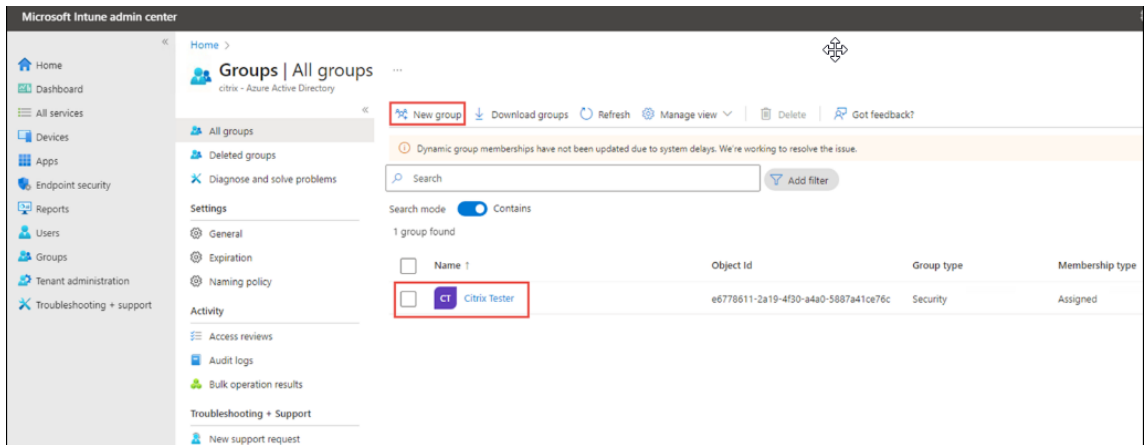 Microsoft Intune admin center
«
Home
Dashboard
All services
Devices
Apps
Endpoint security
Reports
Users
Groups
Tenant administration
Troubleshooting + support
Home >
Groups | All groups ...
citrix - Azure Active Directory
«
All groups
Deleted groups
Diagnose and solve problems
Settings
General
Expiration
Naming policy
Activity
Access reviews
Audit logs
Bulk operation results
Troubleshooting + Support
New support request
New group Download groups Refresh Manage view Delete Got feedback?
Dynamic group memberships have not been updated due to system delays. We're working to resolve the issue.
Search Add filter
Search mode Contains
1 group found
Name ↑ Object Id Group type Membership type
CT Citrix Tester e6778611-2a19-4f30-a4a0-5887a41ce76c Security Assigned